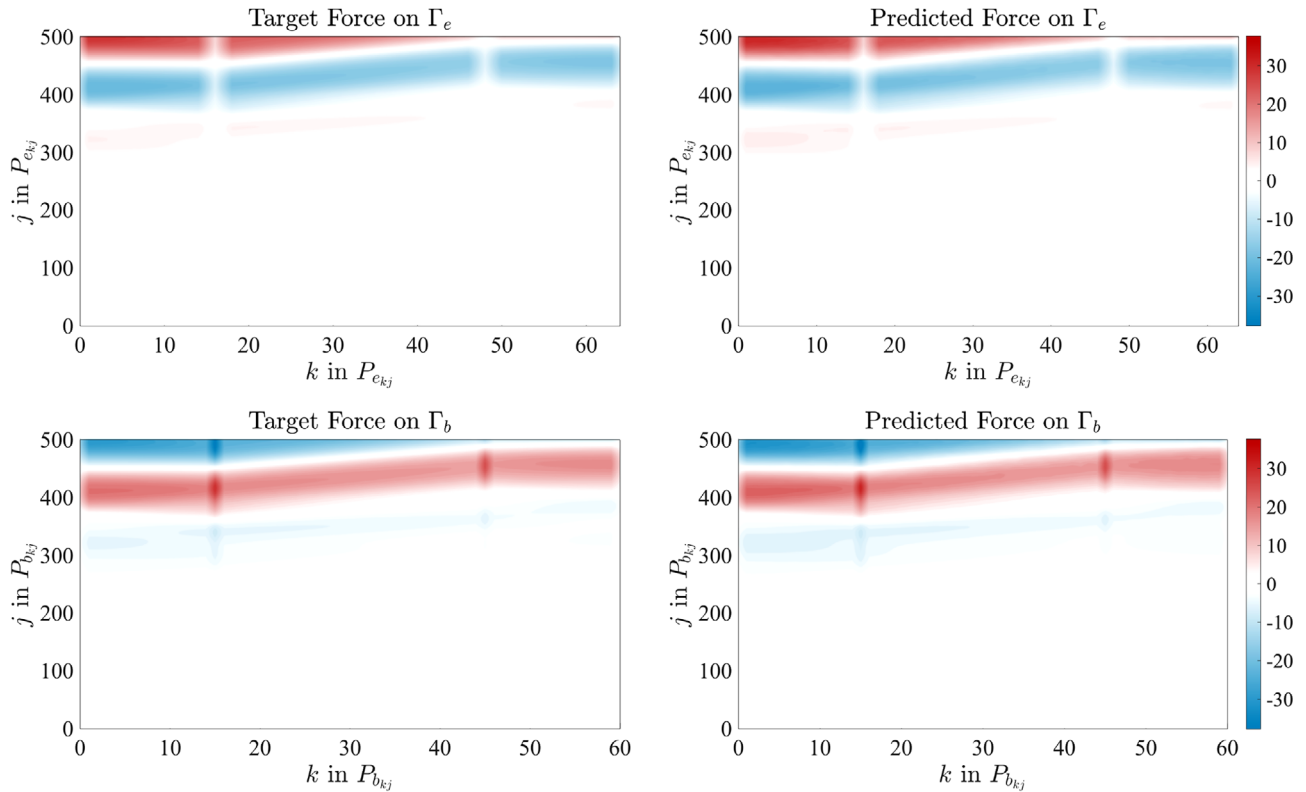 Target Force on Γₑ
500
400
300
200
100
0
j in P_{e_{kj}}
0 10 20 30 40 50 60
k in P_{e_{kj}}
Predicted Force on Γₑ
500
400
300
200
100
0
j in P_{e_{kj}}
0 10 20 30 40 50 60
k in P_{e_{kj}}
30
20
10
0
-10
-20
-30
Target Force on Γ_b
500
400
300
200
100
0
j in P_{b_{kj}}
0 10 20 30 40 50 60
k in P_{b_{kj}}
Predicted Force on Γ_b
500
400
300
200
100
0
j in P_{b_{kj}}
0 10 20 30 40 50 60
k in P_{b_{kj}}
30
20
10
0
-10
-20
-30